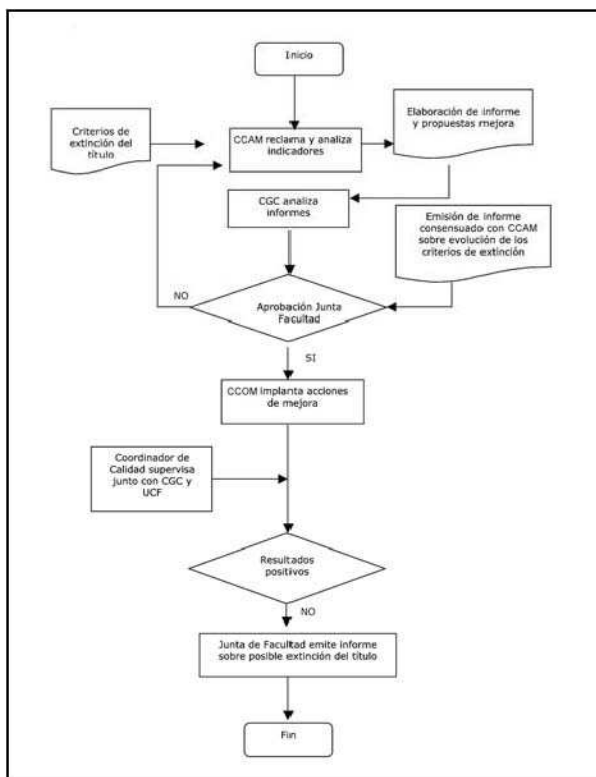 Inicio
Criterios de
extinción del
título
CCAM reclama y analiza
indicadores
Elaboración de informe
y propuestas mejora
CGC analiza
informes
Emisión de informe
consensuado con CCAM
sobre evolución de los
criterios de extinción
NO
Aprobación Junta
Facultad
SI
CCOM implanta acciones
de mejora
Coordinador de
Calidad supervisa
junto con CGC y
UCF
Resultados
positivos
NO
Junta de Facultad emite informe
sobre posible extinción del título
Fin